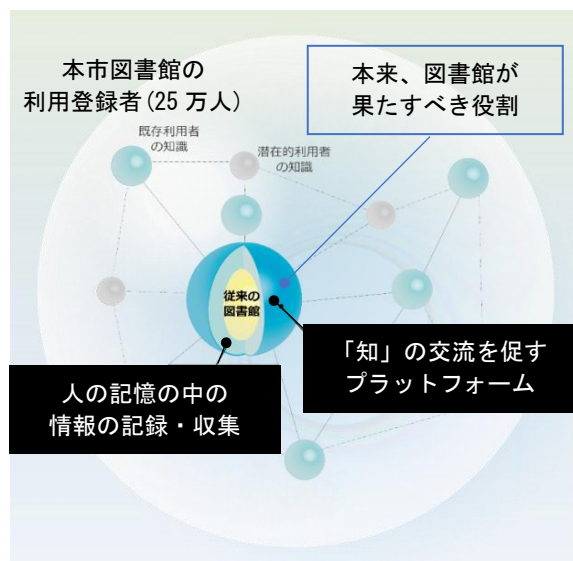 本市図書館の
利用登録者(25万人)
本来、図書館が
果たすべき役割
既存利用者
の知識
潜在的利用者
の知識
従来の
図書館
「知」の交流を促す
プラットフォーム
人の記憶の中の
情報の記録・収集